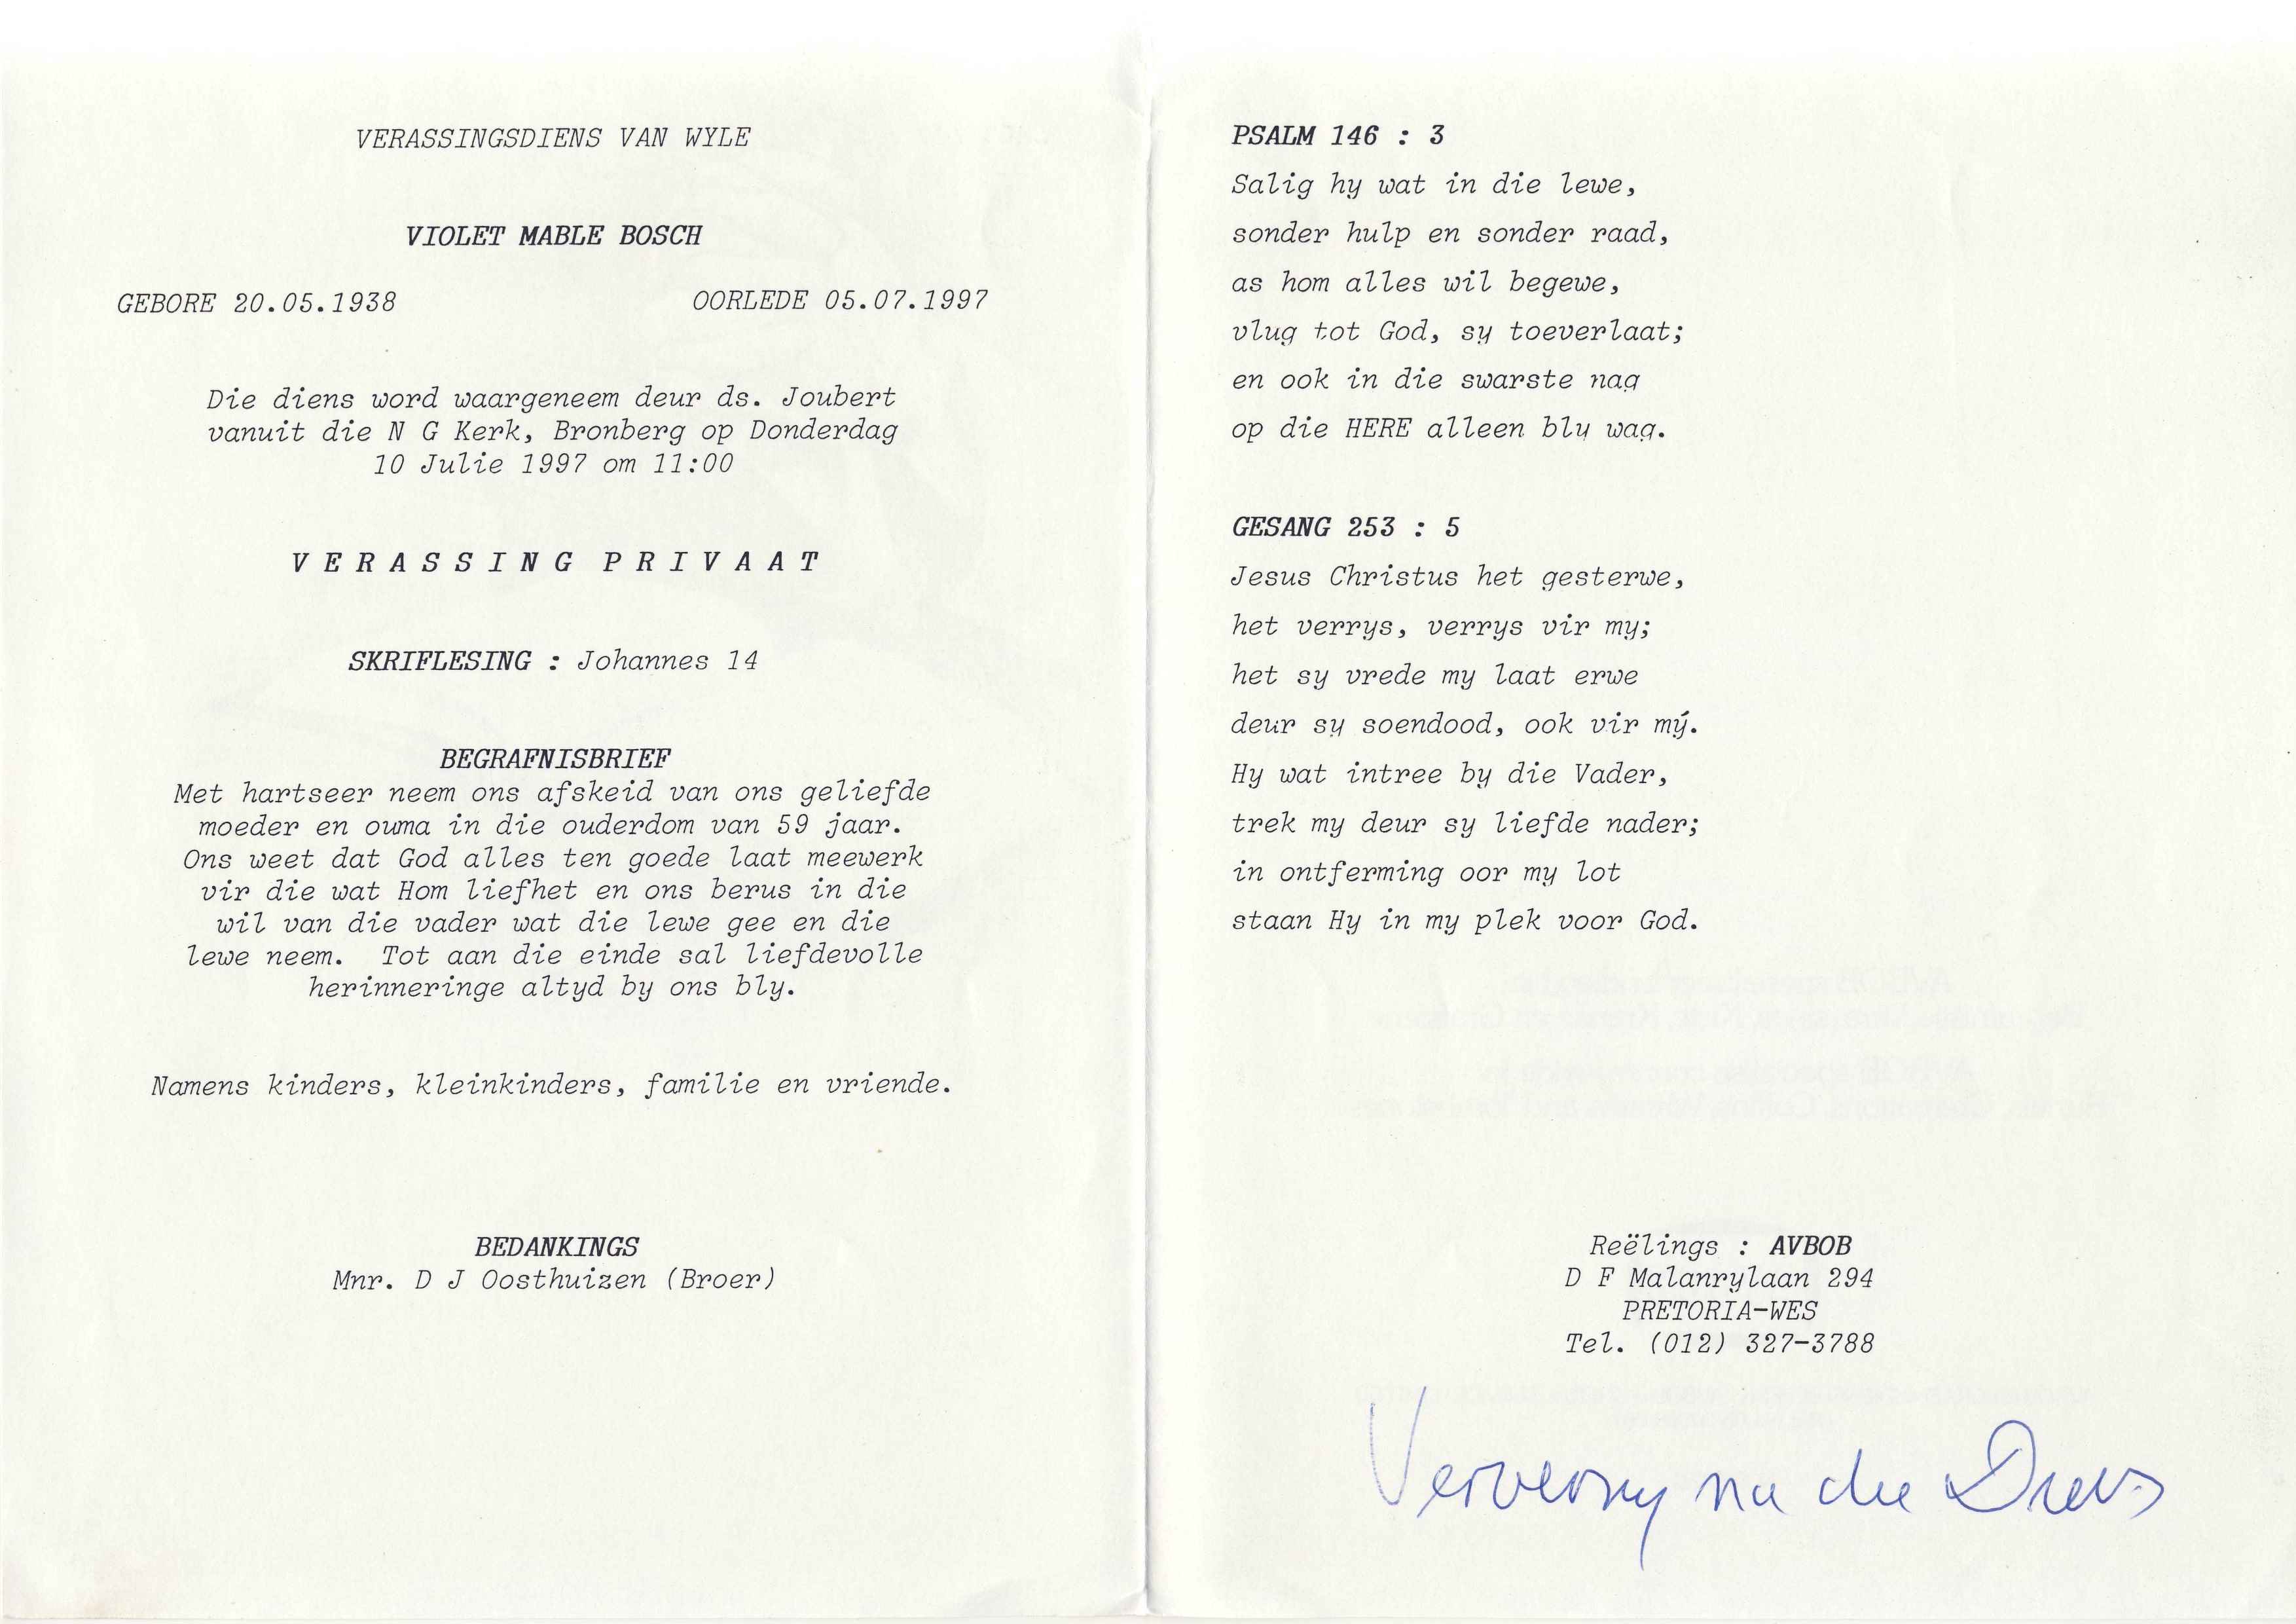 VERASSINGSDIENS VAN WYLE
VIOLET MABLE BOSCH
GEBORE 20.05.1938 OORLEDE 05.07.1997
Die diens word waargeneem deur ds. Joubert
vanuit die N G Kerk, Bronberg op Donderdag
10 Julie 1997 om 11:00
VERASSING PRIVAAT
SKRIFLESING : Johannes 14
BEGRAFNISBRIEF
Met hartseer neem ons afskeid van ons geliefde
moeder en ouma in die ouderdom van 59 jaar.
Ons weet dat God alles ten goede laat meewerk
vir die wat Hom liefhet en ons berus in die
wil van die vader wat die lewe gee en die
lewe neem. Tot aan die einde sal liefdevolle
herinneringe altyd by ons bly.
Namens kinders, kleinkinders, familie en vriende.
BEDANKINGS
Mnr. D J Oosthuizen (Broer)
PSALM 146 : 3
Salig hy wat in die lewe,
sonder hulp en sonder raad,
as hom alles wil begewe,
vlug tot God, sy toeverlaat;
en ook in die swarste nag
op die HERE alleen bly wag.
GESANG 253 : 5
Jesus Christus het gesterwe,
het verrys, verrys vir my;
het sy vrede my laat erwe
deur sy soendood, ook vir mý.
Hy wat intree by die Vader,
trek my deur sy liefde nader;
in ontferming oor my lot
staan Hy in my plek voor God.
Reëlings : AVBOB
D F Malanrylaan 294
PRETORIA-WES
Tel. (012) 327-3788
na die Diens